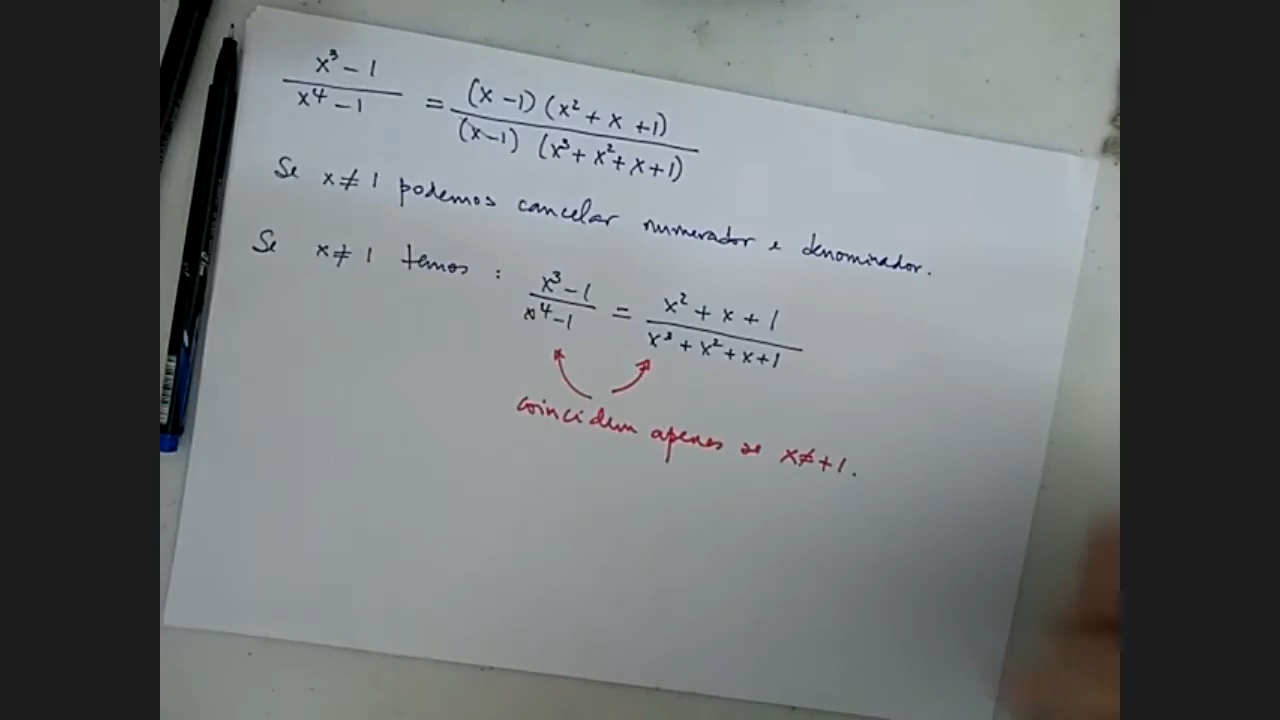 x³ - 1 / x⁴ - 1 = (x - 1) (x² + x + 1) / (x - 1) (x³ + x² + x + 1)
Se x ≠ 1 podemos cancelar numerador e denominador.
Se x ≠ 1 temos : x³ - 1 / x⁴ - 1 = x² + x + 1 / x³ + x² + x + 1
coincidem apenas se x ≠ +1.